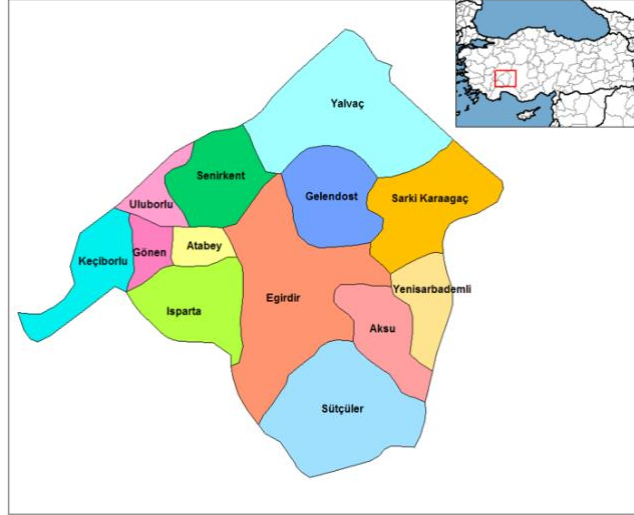 Yalvaç
Senirkent
Gelendost
Sarki Karaagaç
Uluborlu
Atabey
Gönen
Keçiborlu
Yenisarbademli
Egirdir
Isparta
Aksu
Sütçüler